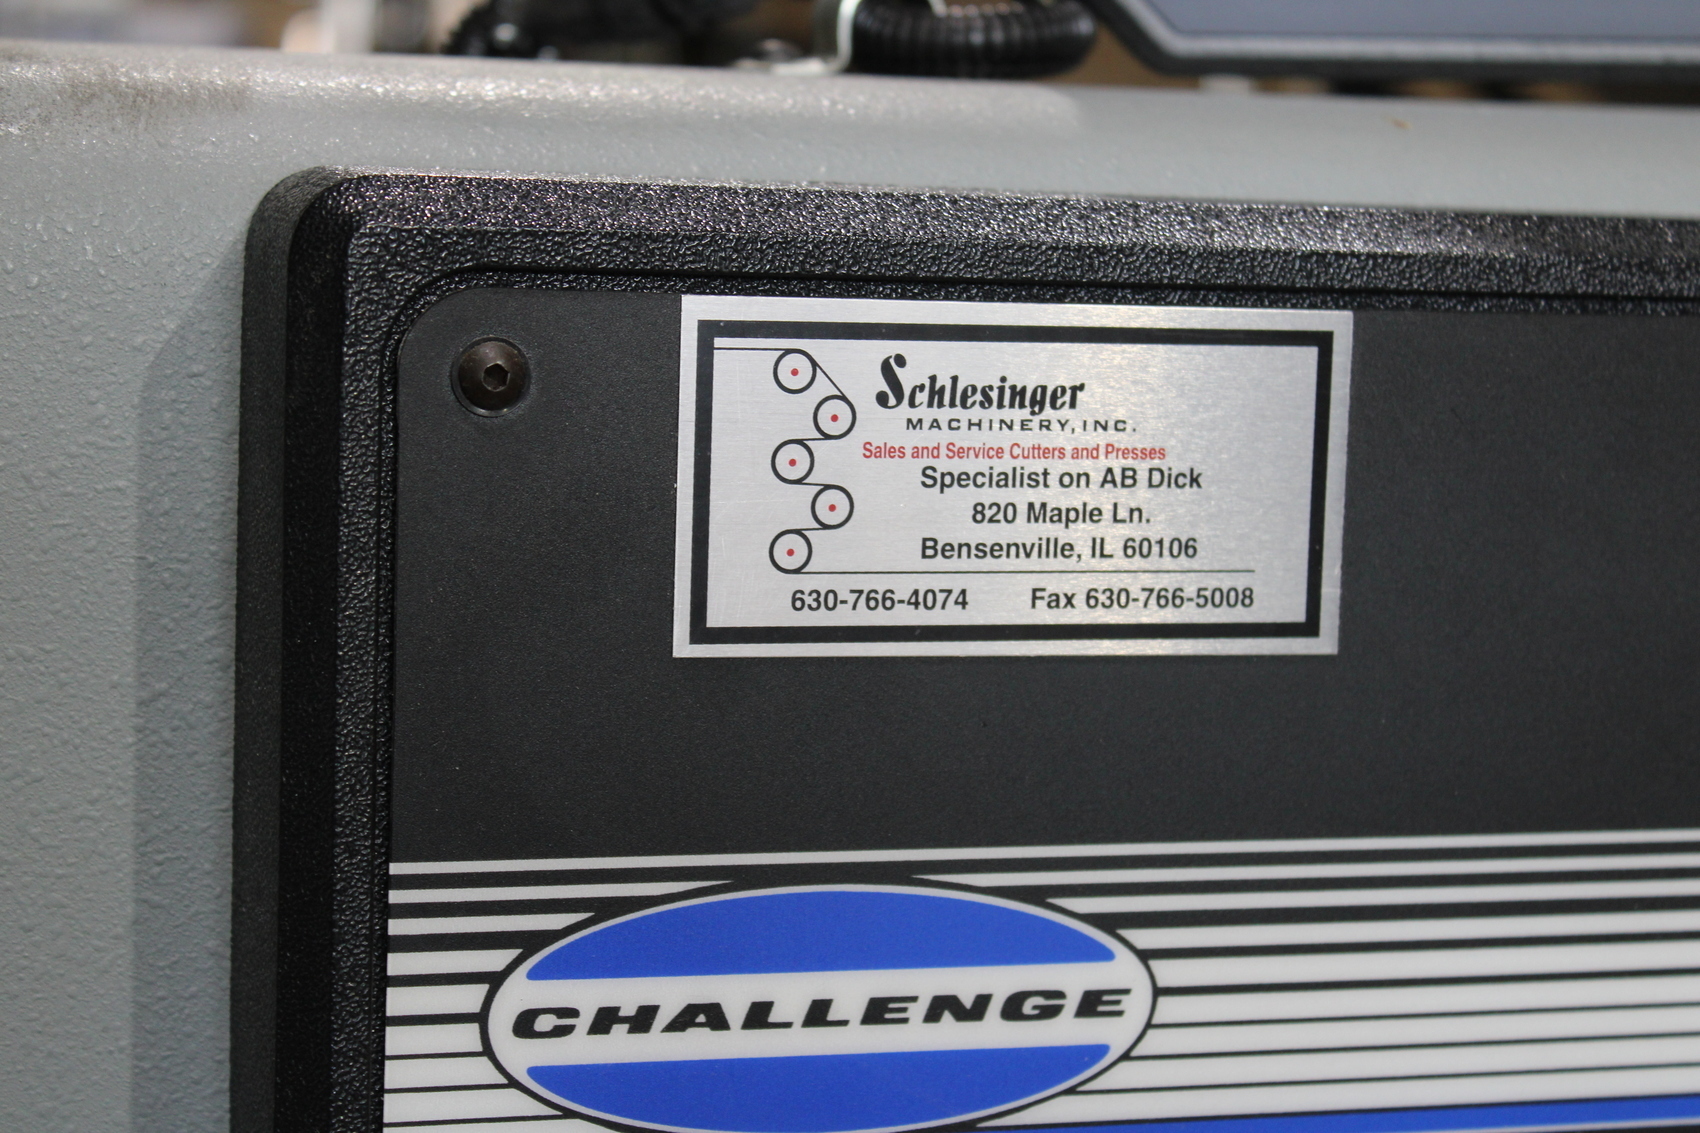 Schlesinger
MACHINERY, INC.
Sales and Service Cutters and Presses
Specialist on AB Dick
820 Maple Ln.
Bensenville, IL 60106
630-766-4074 Fax 630-766-5008
CHALLENGE